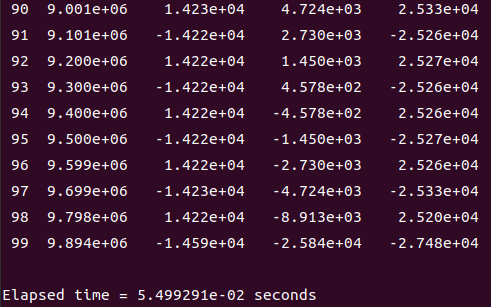 90 9.001e+06 1.423e+04 4.724e+03 2.533e+04
91 9.101e+06 -1.422e+04 2.730e+03 -2.526e+04
92 9.200e+06 1.422e+04 1.450e+03 2.527e+04
93 9.301e+06 -1.422e+04 4.578e+02 -2.526e+04
94 9.400e+06 1.422e+04 -4.578e+02 2.526e+04
95 9.500e+06 -1.422e+04 -1.450e+03 -2.527e+04
96 9.599e+06 1.422e+04 -2.730e+03 2.526e+04
97 9.699e+06 -1.423e+04 -4.724e+03 -2.533e+04
98 9.798e+06 1.422e+04 -8.913e+03 2.520e+04
99 9.894e+06 -1.459e+04 -2.584e+04 -2.748e+04
Elapsed time = 5.499291e-02 seconds